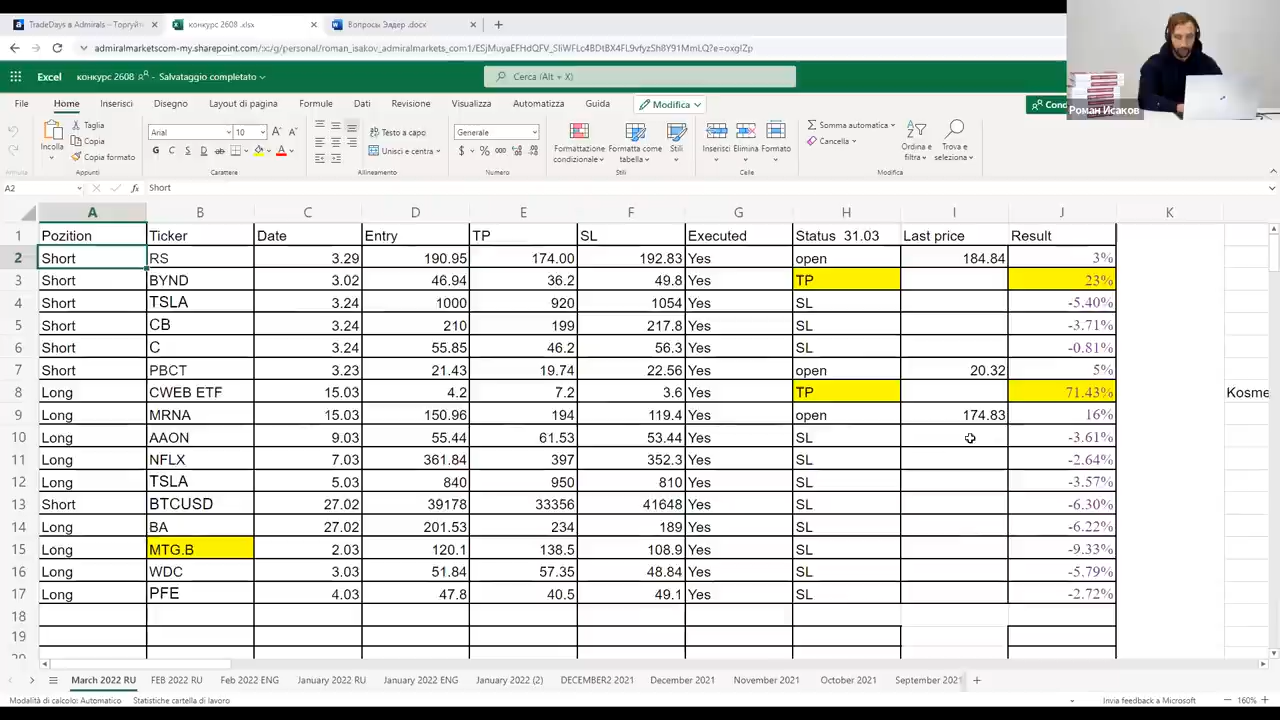 TradeDays в Admirals – Торгуйт
конкурс 2608 .xlsx
Вопросы Элдер .docx
Роман Исаков
Excel конкурс 2608 - Salvataggio completato
Cerca (Alt + X)
File Home Inserisci Disegno Layout di pagina Formule Dati Revisione Visualizza Automatizza Guida Modifica
Incolla Taglia Copia Copia formato Appunti
Arial 10 Carattere
Testo a capo Unisci e centra Allineamento
Generale Numero
Formattazione condizionale Formatta come tabella Stili Stili
Inserisci Elimina Formato Celle
Somma automatica Cancella Ordina e filtra Trova e seleziona Modifica
A2 Short
A B C D E F G H I J K
1 Pozition Ticker Date Entry TP SL Executed Status 31.03 Last price Result
2 Short RS 3.29 190.95 174.00 192.83 Yes open 184.84 3%
3 Short BYND 3.02 46.94 36.2 49.8 Yes TP 23%
4 Short TSLA 3.24 1000 920 1054 Yes SL -5.40%
5 Short CB 3.24 210 199 217.8 Yes SL -3.71%
6 Short C 3.24 55.85 46.2 56.3 Yes SL -0.81%
7 Short PBCT 3.23 21.43 19.74 22.56 Yes open 20.32 5%
8 Long CWEB ETF 15.03 4.2 7.2 3.6 Yes TP 71.43% Kosme
9 Long MRNA 15.03 150.96 194 119.4 Yes open 174.83 16%
10 Long AAON 9.03 55.44 61.53 53.44 Yes SL -3.61%
11 Long NFLX 7.03 361.84 397 352.3 Yes SL -2.64%
12 Long TSLA 5.03 840 950 810 Yes SL -3.57%
13 Short BTCUSD 27.02 39178 33356 41648 Yes SL -6.30%
14 Long BA 27.02 201.53 234 189 Yes SL -6.22%
15 Long MTG.B 2.03 120.1 138.5 108.9 Yes SL -9.33%
16 Long WDC 3.03 51.84 57.35 48.84 Yes SL -5.79%
17 Long PFE 4.03 47.8 40.5 49.1 Yes SL -2.72%
18
19
March 2022 RU FEB 2022 RU Feb 2022 ENG January 2022 RU January 2022 ENG January 2022 (2) DECEMBER2 2021 December 2021 November 2021 October 2021 September 2021
Modalità di calcolo: Automatico Statistiche cartella di lavoro Invia feedback a Microsoft 160%